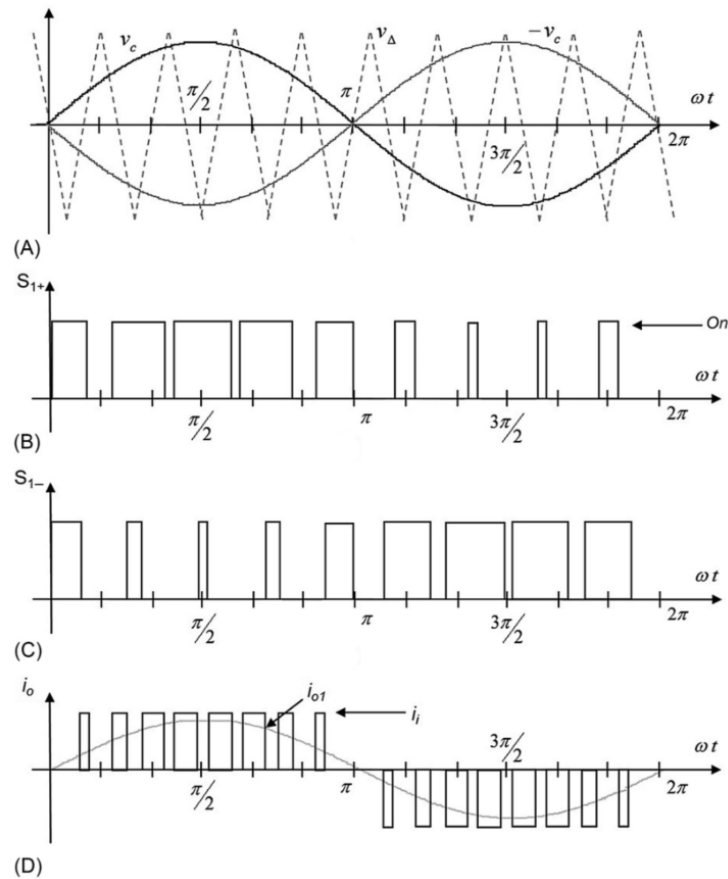 v_c v_Δ −v_c
π/2 π 3π/2 ωt
2π
(A)
S1+
On
ωt
π/2 π 3π/2 2π
(B)
S1–
ωt
π/2 π 3π/2 2π
(C)
i_o i_o1 i_i
3π/2 ωt
π/2 π 2π
(D)